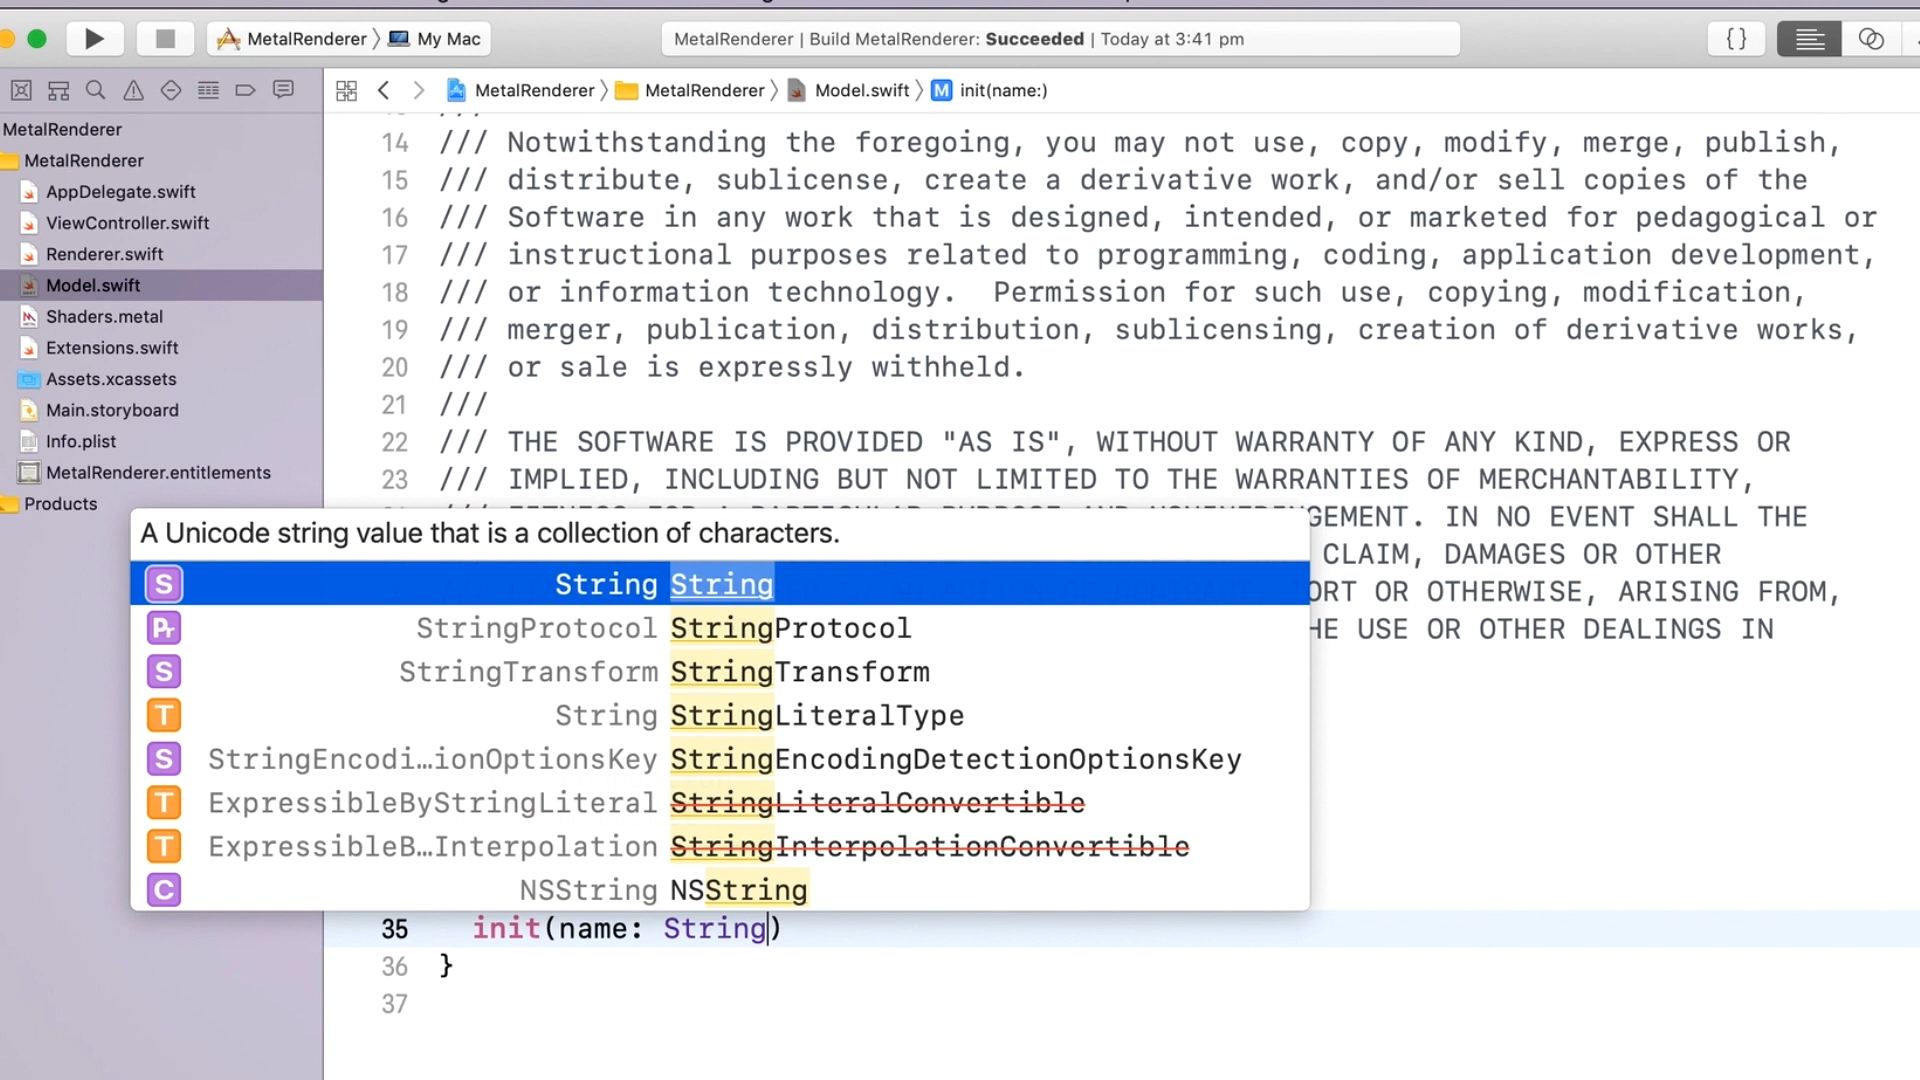 MetalRenderer 〉 My Mac
MetalRenderer | Build MetalRenderer: Succeeded | Today at 3:41 pm
{ }
MetalRenderer 〉 MetalRenderer 〉 Model.swift 〉 M init(name:)
MetalRenderer
MetalRenderer
AppDelegate.swift
ViewController.swift
Renderer.swift
Model.swift
Shaders.metal
Extensions.swift
Assets.xcassets
Main.storyboard
Info.plist
MetalRenderer.entitlements
Products
14 /// Notwithstanding the foregoing, you may not use, copy, modify, merge, publish,
15 /// distribute, sublicense, create a derivative work, and/or sell copies of the
16 /// Software in any work that is designed, intended, or marketed for pedagogical or
17 /// instructional purposes related to programming, coding, application development,
18 /// or information technology.  Permission for such use, copying, modification,
19 /// merger, publication, distribution, sublicensing, creation of derivative works,
20 /// or sale is expressly withheld.
21 ///
22 /// THE SOFTWARE IS PROVIDED "AS IS", WITHOUT WARRANTY OF ANY KIND, EXPRESS OR
23 /// IMPLIED, INCLUDING BUT NOT LIMITED TO THE WARRANTIES OF MERCHANTABILITY,
GEMENT. IN NO EVENT SHALL THE
CLAIM, DAMAGES OR OTHER
ORT OR OTHERWISE, ARISING FROM,
HE USE OR OTHER DEALINGS IN
A Unicode string value that is a collection of characters.
S String String
Pr StringProtocol StringProtocol
S StringTransform StringTransform
T String StringLiteralType
S StringEncodi…ionOptionsKey StringEncodingDetectionOptionsKey
T ExpressibleByStringLiteral StringLiteralConvertible
T ExpressibleB…Interpolation StringInterpolationConvertible
C NSString NSString
35 init(name: String)
36 }
37